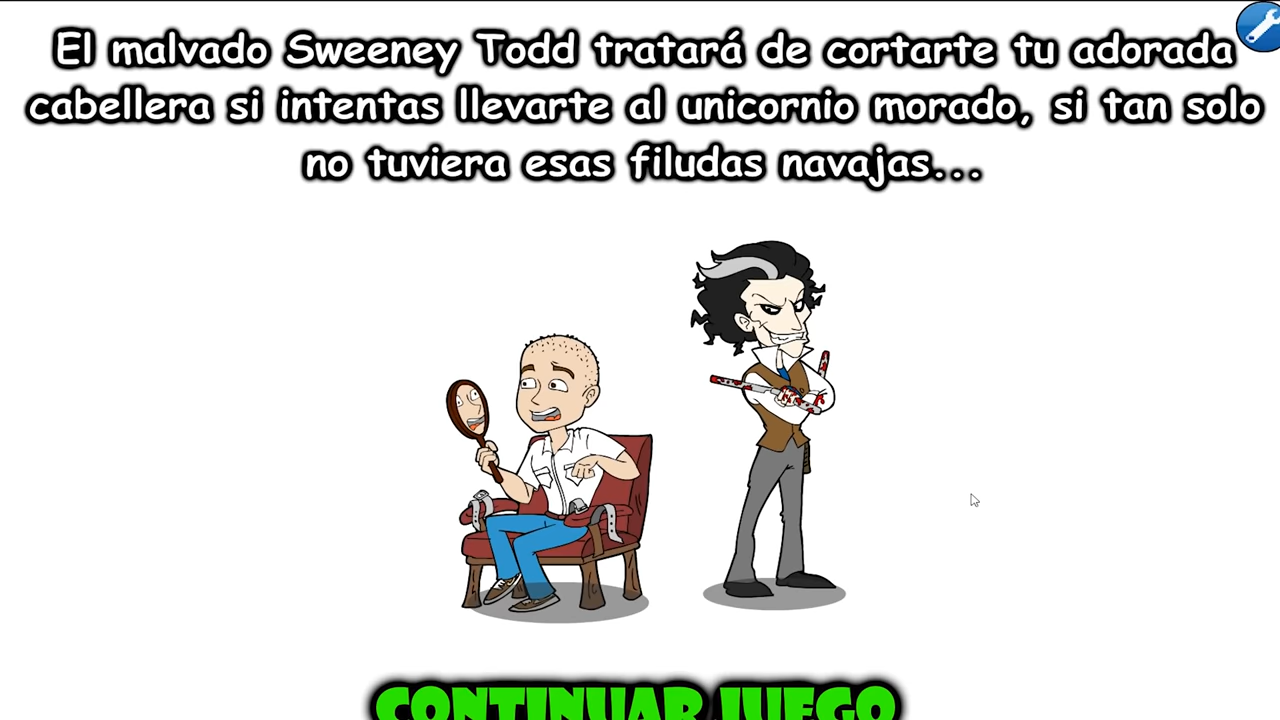 El malvado Sweeney Todd tratará de cortarte tu adorada
cabellera si intentas llevarte al unicornio morado, si tan solo
no tuviera esas filudas navajas...
CONTINUAR JUEGO